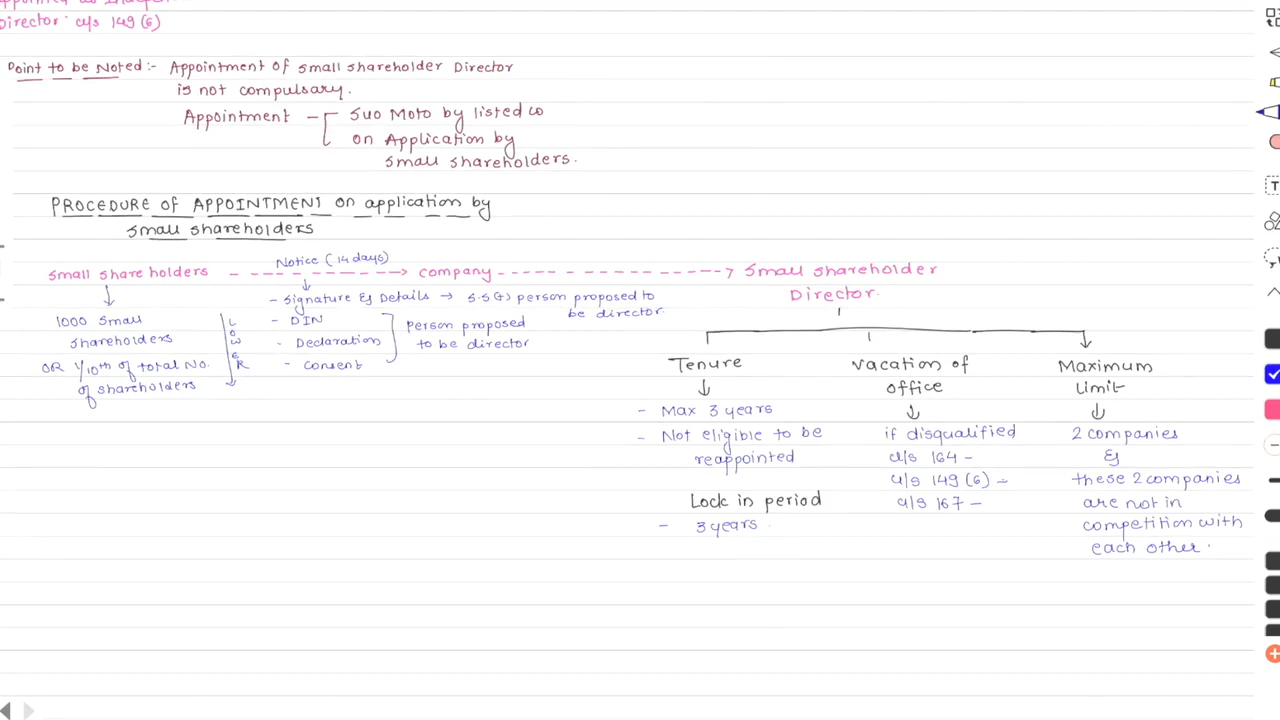 Director u/s 149(6)
Point to be Noted:- Appointment of small shareholder Director
is not compulsary.
Appointment - Suo Moto by listed co
on Application by
small shareholders.
PROCEDURE OF APPOINTMENT on application by
small shareholders
Notice (14 days)
small share holders company small shareholder
Director.
- Signature & Details → S.S(+) person proposed to
be director.
1000 small
shareholders
OR 1/10th of total No.
of shareholders
LOWER
- DIN
- Declaration
- Consent
person proposed
to be director
Tenure
- Max 3 years
- Not eligible to be
reappointed
Lock in period
- 3 years
Vacation of
office
if disqualified
u/s 164 -
u/s 149(6) -
u/s 167 -
Maximum
limit
2 companies
&
these 2 companies
are not in
competition with
each other.
T